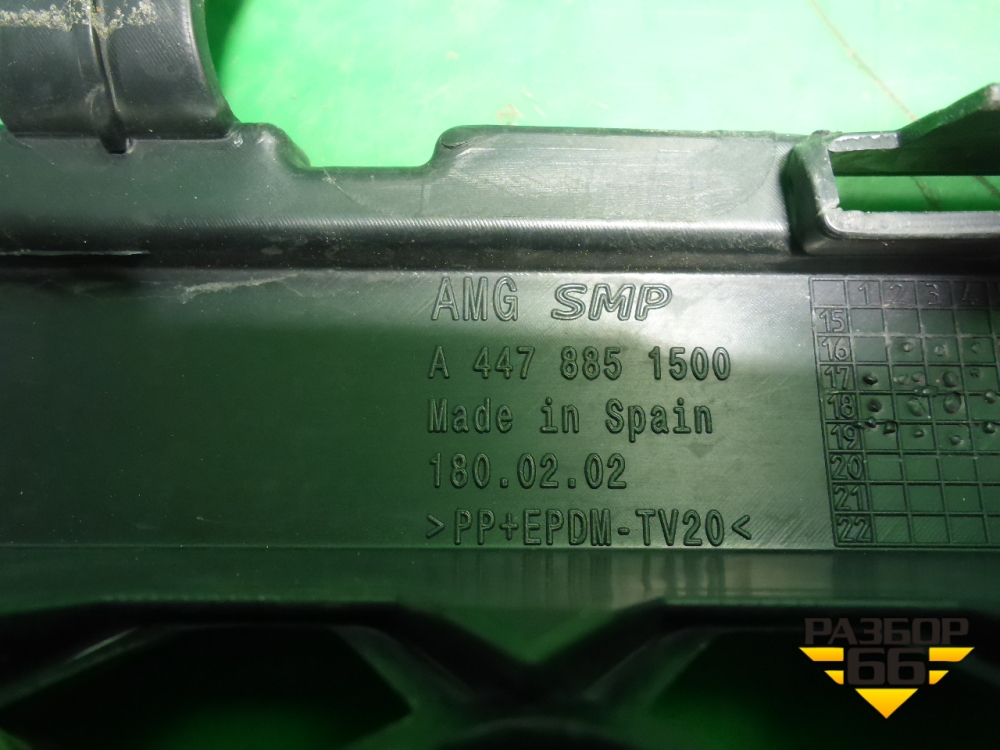 AMG SMP
A 447 885 1500
Made in Spain
180.02.02
>PP+EPDM-TV20<
1 2 3 4
15
16
17
18
19
20
21
22
РАЗБОР
66